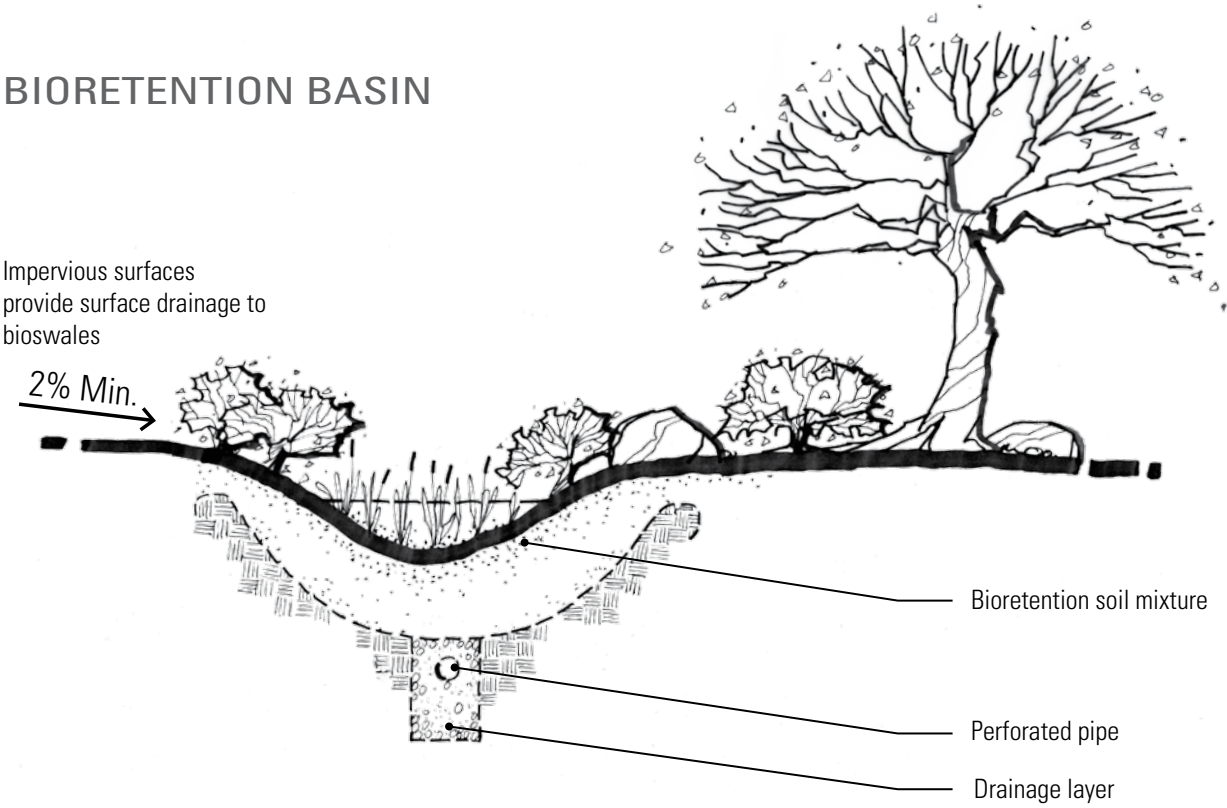 BIORETENTION BASIN
Impervious surfaces
provide surface drainage to
bioswales
2% Min.
Bioretention soil mixture
Perforated pipe
Drainage layer